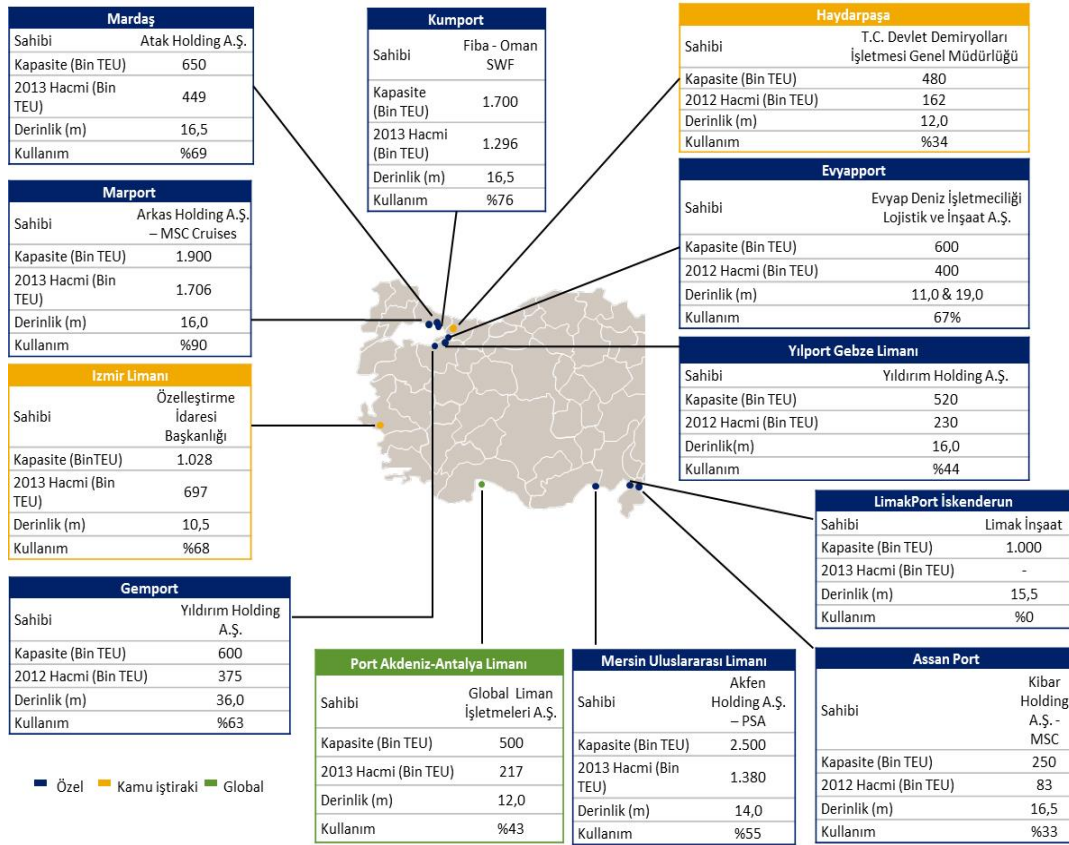 Mardaş
Sahibi Atak Holding A.Ş.
Kapasite (Bin TEU) 650
2013 Hacmi (Bin
TEU) 449
Derinlik (m) 16,5
Kullanım %69
Kumport
Sahibi Fiba - Oman
SWF
Kapasite
(Bin TEU) 1.700
2013 Hacmi
(Bin TEU) 1.296
Derinlik (m) 16,5
Kullanım %76
Haydarpaşa
Sahibi T.C. Devlet Demiryolları
İşletmesi Genel Müdürlüğü
Kapasite (Bin TEU) 480
2012 Hacmi (Bin TEU) 162
Derinlik (m) 12,0
Kullanım %34
Marport
Sahibi Arkas Holding A.Ş.
– MSC Cruises
Kapasite (Bin TEU) 1.900
2013 Hacmi (Bin
TEU) 1.706
Derinlik (m) 16,0
Kullanım %90
Evyapport
Sahibi Evyap Deniz İşletmeciliği
Lojistik ve İnşaat A.Ş.
Kapasite (Bin TEU) 600
2012 Hacmi (Bin TEU) 400
Derinlik (m) 11,0 & 19,0
Kullanım 67%
Yılport Gebze Limanı
Sahibi Yıldırım Holding A.Ş.
Kapasite (Bin TEU) 520
2012 Hacmi (Bin TEU) 230
Derinlik(m) 16,0
Kullanım %44
Izmir Limanı
Sahibi Özelleştirme
İdaresi
Başkanlığı
Kapasite (BinTEU) 1.028
2013 Hacmi (Bin
TEU) 697
Derinlik (m) 10,5
Kullanım %68
LimakPort İskenderun
Sahibi Limak İnşaat
Kapasite (Bin TEU) 1.000
2013 Hacmi (Bin TEU) -
Derinlik (m) 15,5
Kullanım %0
Gemport
Sahibi Yıldırım Holding
A.Ş.
Kapasite (Bin TEU) 600
2012 Hacmi (Bin TEU) 375
Derinlik (m) 36,0
Kullanım %63
Port Akdeniz-Antalya Limanı
Sahibi Global Liman
İşletmeleri A.Ş.
Kapasite (Bin TEU) 500
2013 Hacmi (Bin TEU) 217
Derinlik (m) 12,0
Kullanım %43
Mersin Uluslararası Limanı
Sahibi Akfen
Holding A.Ş.
– PSA
Kapasite (Bin TEU) 2.500
2013 Hacmi (Bin
TEU) 1.380
Derinlik (m) 14,0
Kullanım %55
Assan Port
Sahibi Kibar
Holding
A.Ş. -
MSC
Kapasite (Bin TEU) 250
2012 Hacmi (Bin TEU) 83
Derinlik (m) 16,5
Kullanım %33
Özel Kamu iştiraki Global